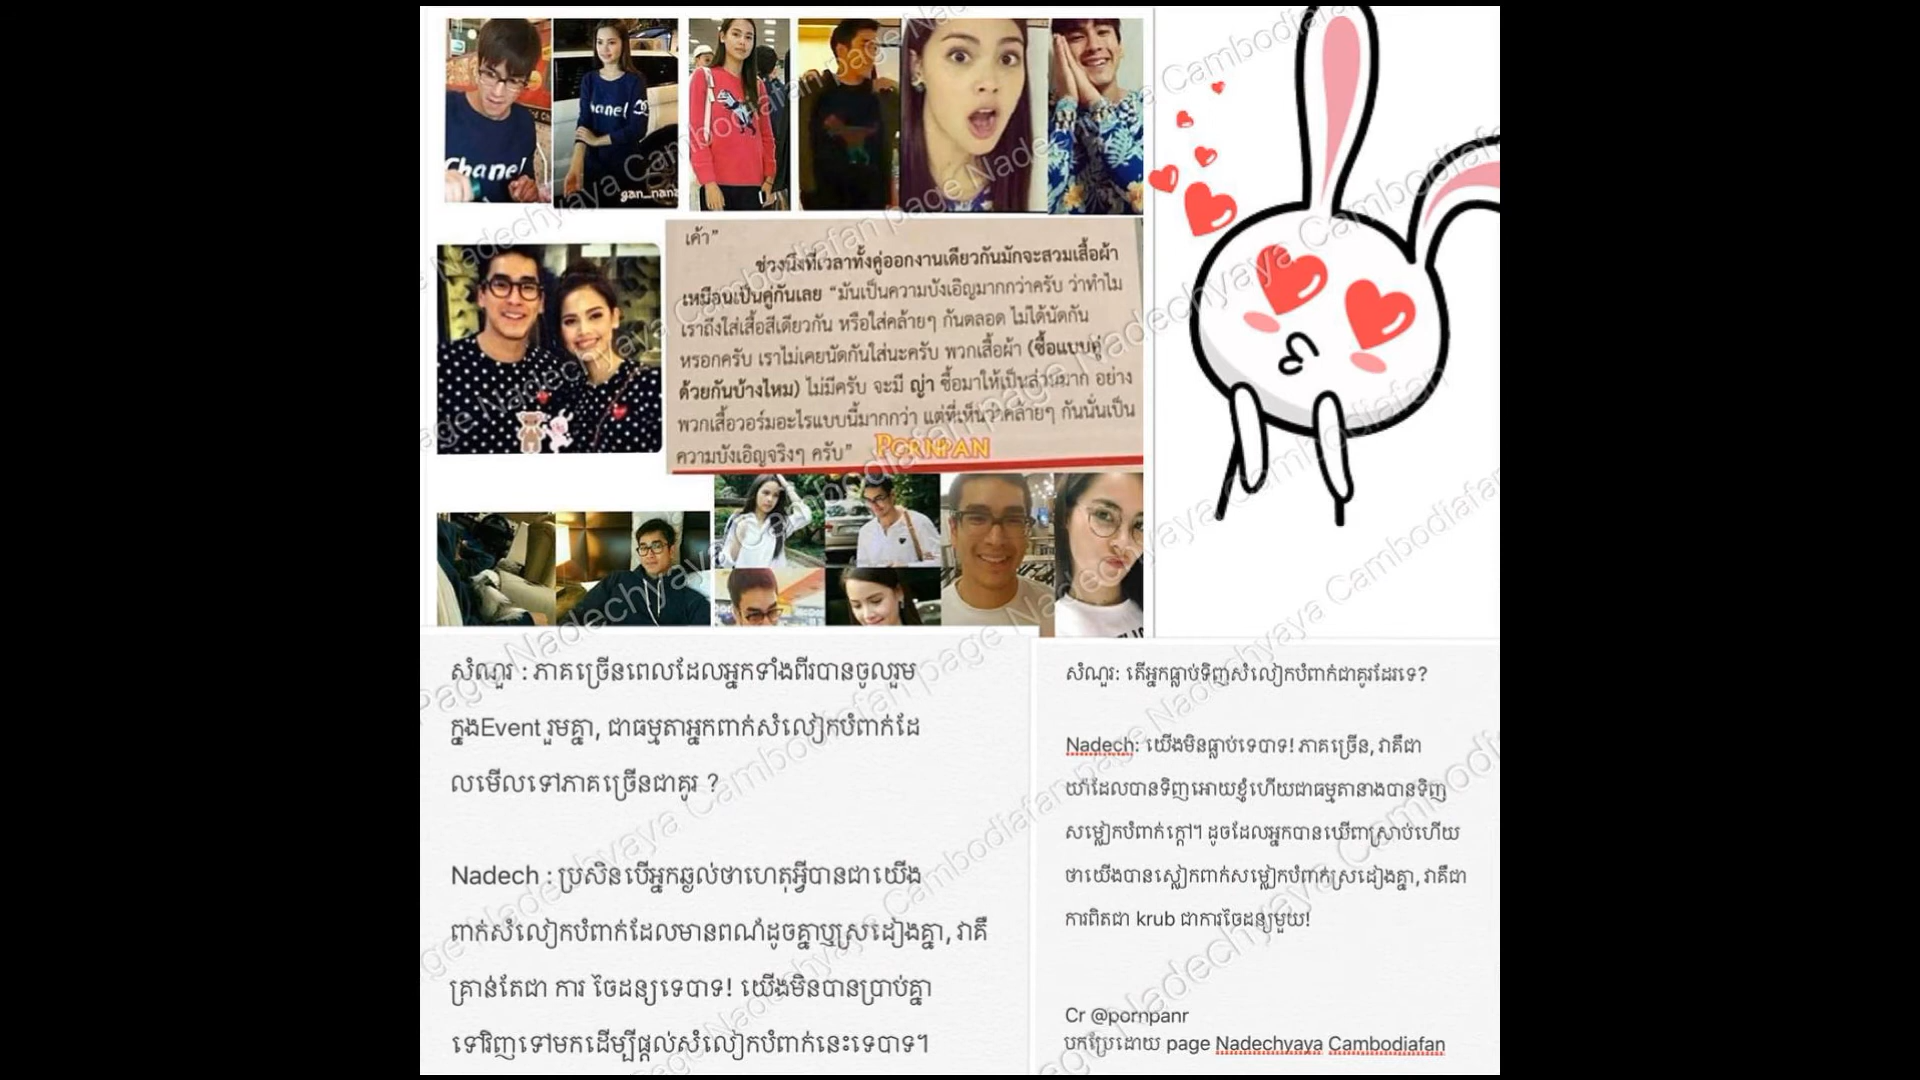 Chanel
hanel
gan_nana
เค้า”
ช่วงนี้ที่เวลาทั้งคู่ออกงานเดียวกันมักจะสวมเสื้อผ้า
เหมือนเป็นคู่กันเลย “มันเป็นความบังเอิญมากกว่าครับ ว่าทำไม
เราถึงใส่เสื้อสีเดียวกัน หรือใส่คล้ายๆ กันตลอด ไม่ได้นัดกัน
หรอกครับ เราไม่เคยนัดกันใส่นะครับ พวกเสื้อผ้า (ซื้อแบบคู่
ด้วยกันบ้างไหม) ไม่มีครับ จะมี ญ่า ซื้อมาให้เป็นส่วนมาก อย่าง
พวกเสื้อวอร์มอะไรแบบนี้มากกว่า แต่ที่เห็นว่าคล้ายๆ กันนั่นเป็น
ความบังเอิญจริงๆ ครับ”
PORNPAN
សំណួរ : ភាគច្រើនពេលដែលអ្នកទាំងពីរបានចូលរួម
ក្នុងEvent រួមគ្នា, ជាធម្មតាអ្នកពាក់សំលៀកបំពាក់ដែ
លមើលទៅភាគច្រើនជាគូរ ?
Nadech : ប្រសិនបើអ្នកឆ្ងល់ថាហេតុអ្វីបានជាយើង
ពាក់សំលៀកបំពាក់ដែលមានពណ៌ដូចគ្នាឬស្រដៀងគ្នា, វាគឺ
គ្រាន់តែជា ការ ចៃដន្យទេបាទ! យើងមិនបានប្រាប់គ្នា
ទៅវិញទៅមកដើម្បីផ្តល់សំលៀកបំពាក់នេះទេបាទ។
សំណួរ: តើអ្នកធ្លាប់ទិញសំលៀកបំពាក់ជាគូរដែរទេ?
Nadech: យើងមិនធ្លាប់ទេបាទ! ភាគច្រើន, វាគឺជា
យ៉ាដែលបានទិញអោយខ្ញុំហើយជាធម្មតានាងបានទិញ
សម្លៀកបំពាក់ក្តៅ។ ដូចដែលអ្នកបានឃើពាស្រាប់ហើយ
ថាយើងបានស្លៀកពាក់សម្លៀកបំពាក់ស្រដៀងគ្នា, វាគឺជា
ការពិតជា krub ជាការចៃដន្យមួយ!
Cr @pornpanr
បកប្រែដោយ page Nadechyaya Cambodiafan